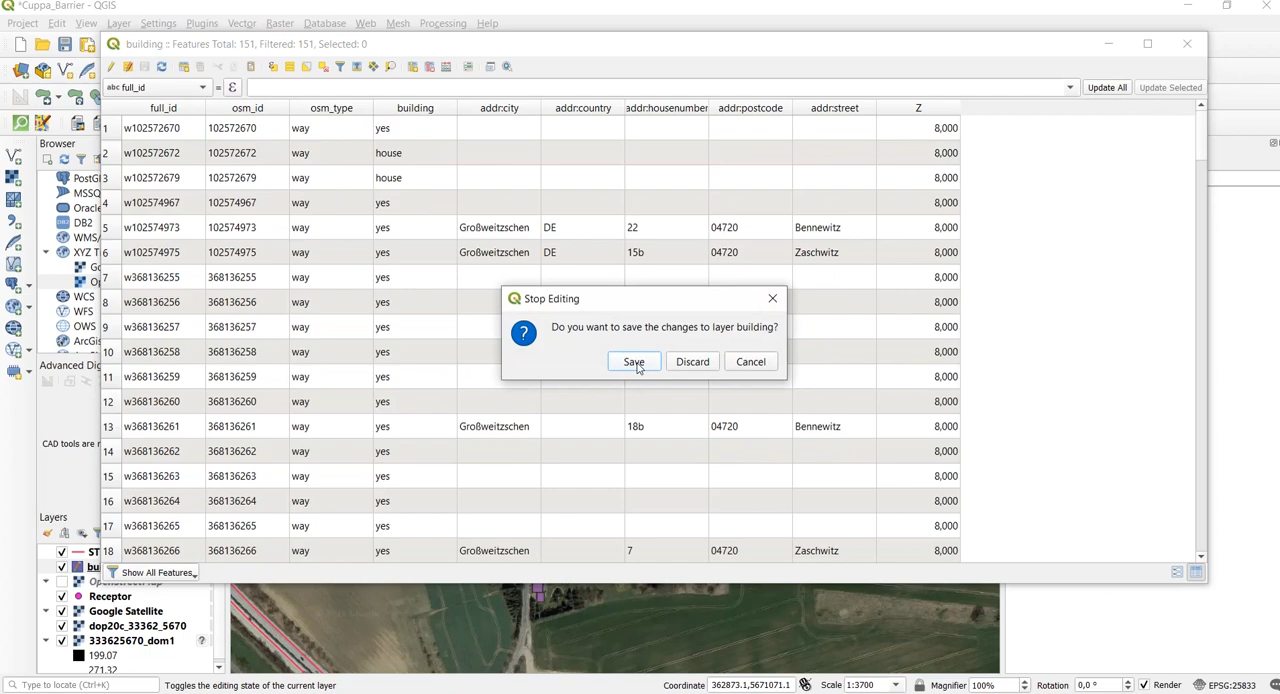 *Cuppa_Barrier - QGIS
Project Edit View Layer Settings Plugins Vector Raster Database Web Mesh Processing Help
building :: Features Total: 151, Filtered: 151, Selected: 0
abc full_id = ε Update All Update Selected
full_id osm_id osm_type building addr:city addr:country addr:housenumber addr:postcode addr:street Z
1 w102572670 102572670 way yes 8,000
2 w102572672 102572672 way house 8,000
3 w102572679 102572679 way house 8,000
4 w102574967 102574967 way yes 8,000
5 w102574973 102574973 way yes Großweitzschen DE 22 04720 Bennewitz 8,000
6 w102574975 102574975 way yes Großweitzschen DE 15b 04720 Zaschwitz 8,000
7 w368136255 368136255 way yes 8,000
8 w368136256 368136256 way yes 8,000
9 w368136257 368136257 way yes 8,000
10 w368136258 368136258 way yes 8,000
11 w368136259 368136259 way yes 8,000
12 w368136260 368136260 way yes 8,000
13 w368136261 368136261 way yes Großweitzschen 18b 04720 Bennewitz 8,000
14 w368136262 368136262 way yes 8,000
15 w368136263 368136263 way yes 8,000
16 w368136264 368136264 way yes 8,000
17 w368136265 368136265 way yes 8,000
18 w368136266 368136266 way yes Großweitzschen 7 04720 Zaschwitz 8,000
Show All Features
Stop Editing
Do you want to save the changes to layer building?
Save Discard Cancel
Browser
PostG
MSSQ
Oracle
DB2
WMS/
XYZ T
Go
Op
WCS
WFS
OWS
ArcGi
Advanced Dig
CAD tools are n
Layers
ST
bu
OpenStreetMap
Receptor
Google Satellite
dop20c_33362_5670
333625670_dom1 ?
199.07
271.32
Type to locate (Ctrl+K) Toggles the editing state of the current layer Coordinate 362873.1,5671071.1 Scale 1:3700 Magnifier 100% Rotation 0,0 ° Render EPSG:25833